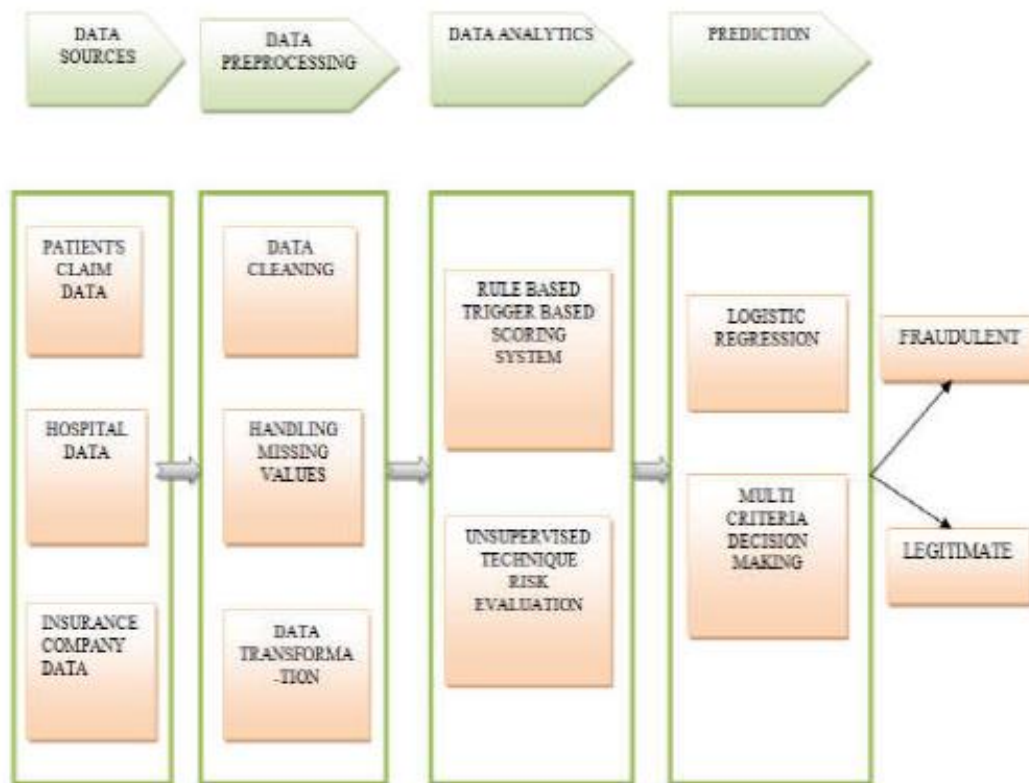 DATA
SOURCES
DATA
PREPROCESSING
DATA ANALYTICS
PREDICTION
PATIENT'S
CLAIM
DATA
HOSPITAL
DATA
INSURANCE
COMPANY
DATA
DATA
CLEANING
HANDLING
MISSING
VALUES
DATA
TRANSFORMA
-TION
RULE BASED
TRIGGER BASED
SCORING
SYSTEM
UNSUPERVISED
TECHNIQUE
RISK
EVALUATION
LOGISTIC
REGRESSION
MULTI
CRITERIA
DECISION
MAKING
FRAUDULENT
LEGITIMATE